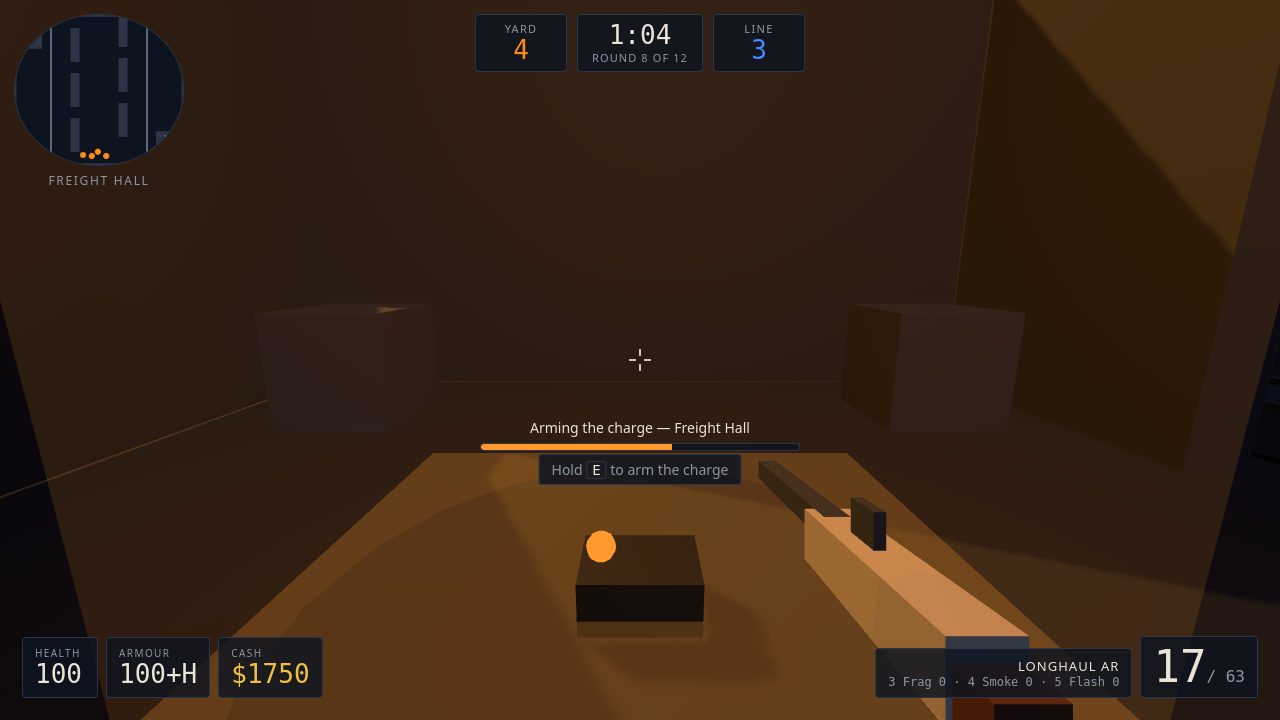 YARD
4
1:04
ROUND 8 OF 12
LINE
3
FREIGHT HALL
Arming the charge — Freight Hall
Hold E to arm the charge
HEALTH
100
ARMOUR
100+H
CASH
$1750
LONGHAUL AR
3 Frag 0 · 4 Smoke 0 · 5 Flash 0
17 / 63